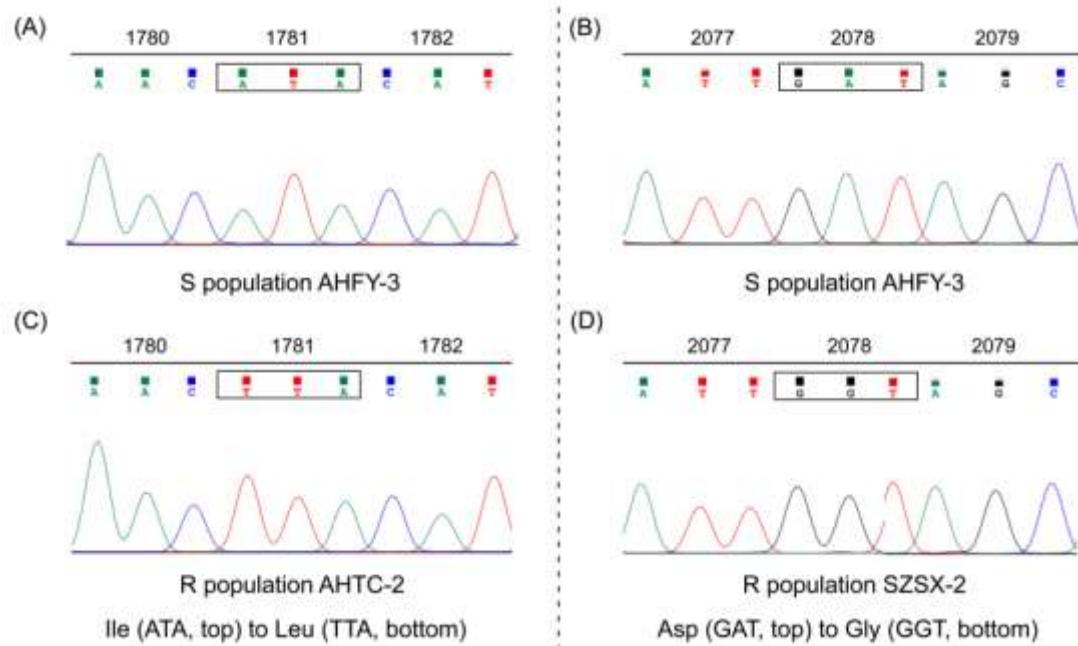 (A)
1780 1781 1782
A A C A T A C A T
S population AHFY-3
(B)
2077 2078 2079
A T T G A T A G C
S population AHFY-3
(C)
1780 1781 1782
A A C T T A C A T
R population AHTC-2
Ile (ATA, top) to Leu (TTA, bottom)
(D)
2077 2078 2079
A T T G G T A G C
R population SZSX-2
Asp (GAT, top) to Gly (GGT, bottom)